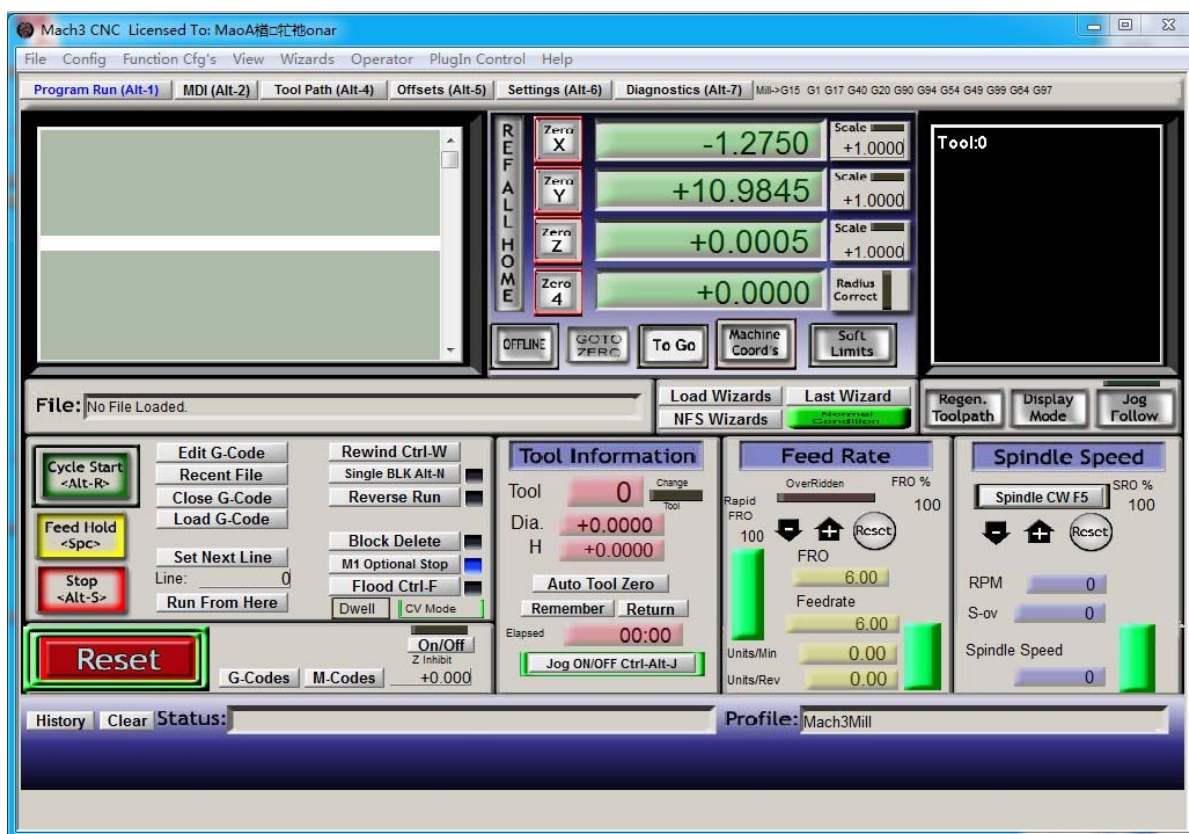 Mach3 CNC Licensed To: MaoA楢□牤祂onar
File Config Function Cfg's View Wizards Operator PlugIn Control Help
Program Run (Alt-1) MDI (Alt-2) Tool Path (Alt-4) Offsets (Alt-5) Settings (Alt-6) Diagnostics (Alt-7) Mill->G15 G1 G17 G40 G20 G90 G94 G54 G49 G99 G64 G97
REF ALL HOME
Zero X -1.2750 Scale +1.0000
Zero Y +10.9845 Scale +1.0000
Zero Z +0.0005 Scale +1.0000
Zero 4 +0.0000 Radius Correct
OFFLINE GOTO ZERO To Go Machine Coord's Soft Limits
Tool:0
File: No File Loaded.
Load Wizards Last Wizard
NFS Wizards Normal Condition
Regen. Toolpath Display Mode Jog Follow
Cycle Start <Alt-R>
Feed Hold <Spc>
Stop <Alt-S>
Edit G-Code
Recent File
Close G-Code
Load G-Code
Set Next Line
Line: 0
Run From Here
Rewind Ctrl-W
Single BLK Alt-N
Reverse Run
Block Delete
M1 Optional Stop
Flood Ctrl-F
Dwell CV Mode
Reset
G-Codes M-Codes
On/Off
Z Inhibit
+0.000
Tool Information
Tool 0 Change Tool
Dia. +0.0000
H +0.0000
Auto Tool Zero
Remember Return
Elapsed 00:00
Jog ON/OFF Ctrl-Alt-J
Feed Rate
OverRidden FRO %
100
Rapid FRO
100
Reset
FRO
6.00
Feedrate
6.00
Units/Min 0.00
Units/Rev 0.00
Spindle Speed
Spindle CW F5
SRO %
100
Reset
RPM 0
S-ov 0
Spindle Speed
0
History Clear Status:
Profile: Mach3Mill